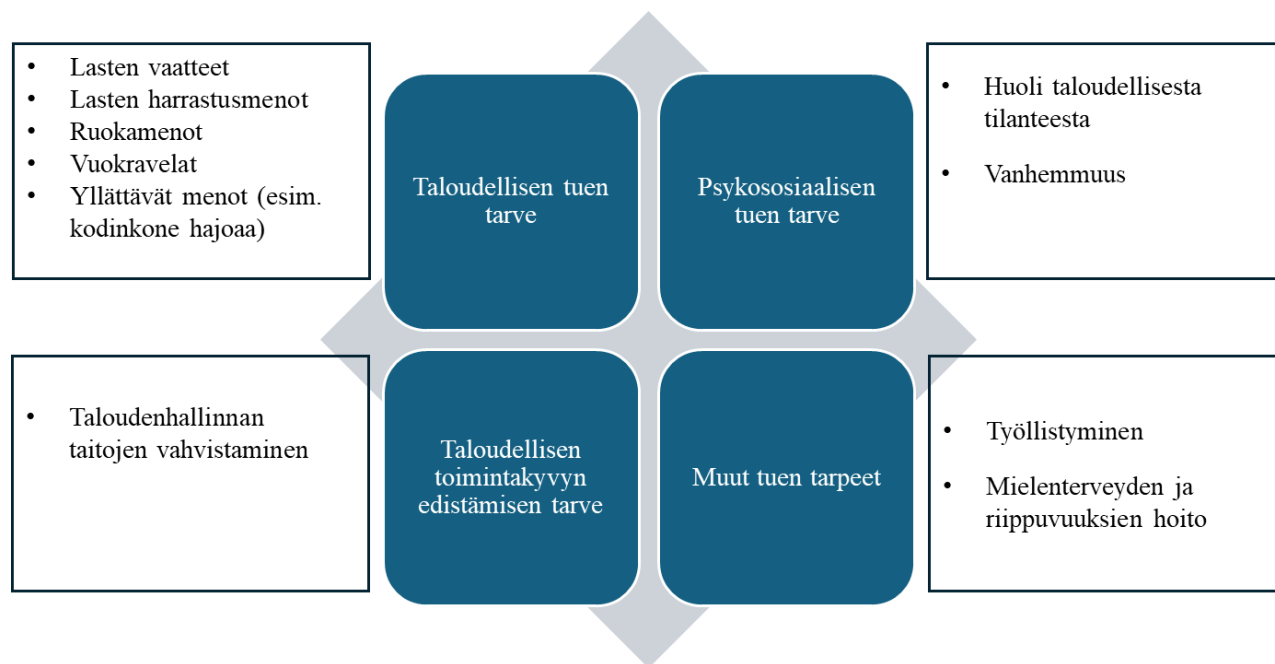 • Lasten vaatteet
• Lasten harrastusmenot
• Ruokamenot
• Vuokravelat
• Yllättävät menot (esim.
kodinkone hajoaa)
Taloudellisen tuen
tarve
Psykososiaalisen
tuen tarve
• Huoli taloudellisesta
tilanteesta
• Vanhemmuus
• Taloudenhallinnan
taitojen vahvistaminen
Taloudellisen
toimintakyvyn
edistämisen tarve
Muut tuen tarpeet
• Työllistyminen
• Mielenterveyden ja
riippuvuuksien hoito